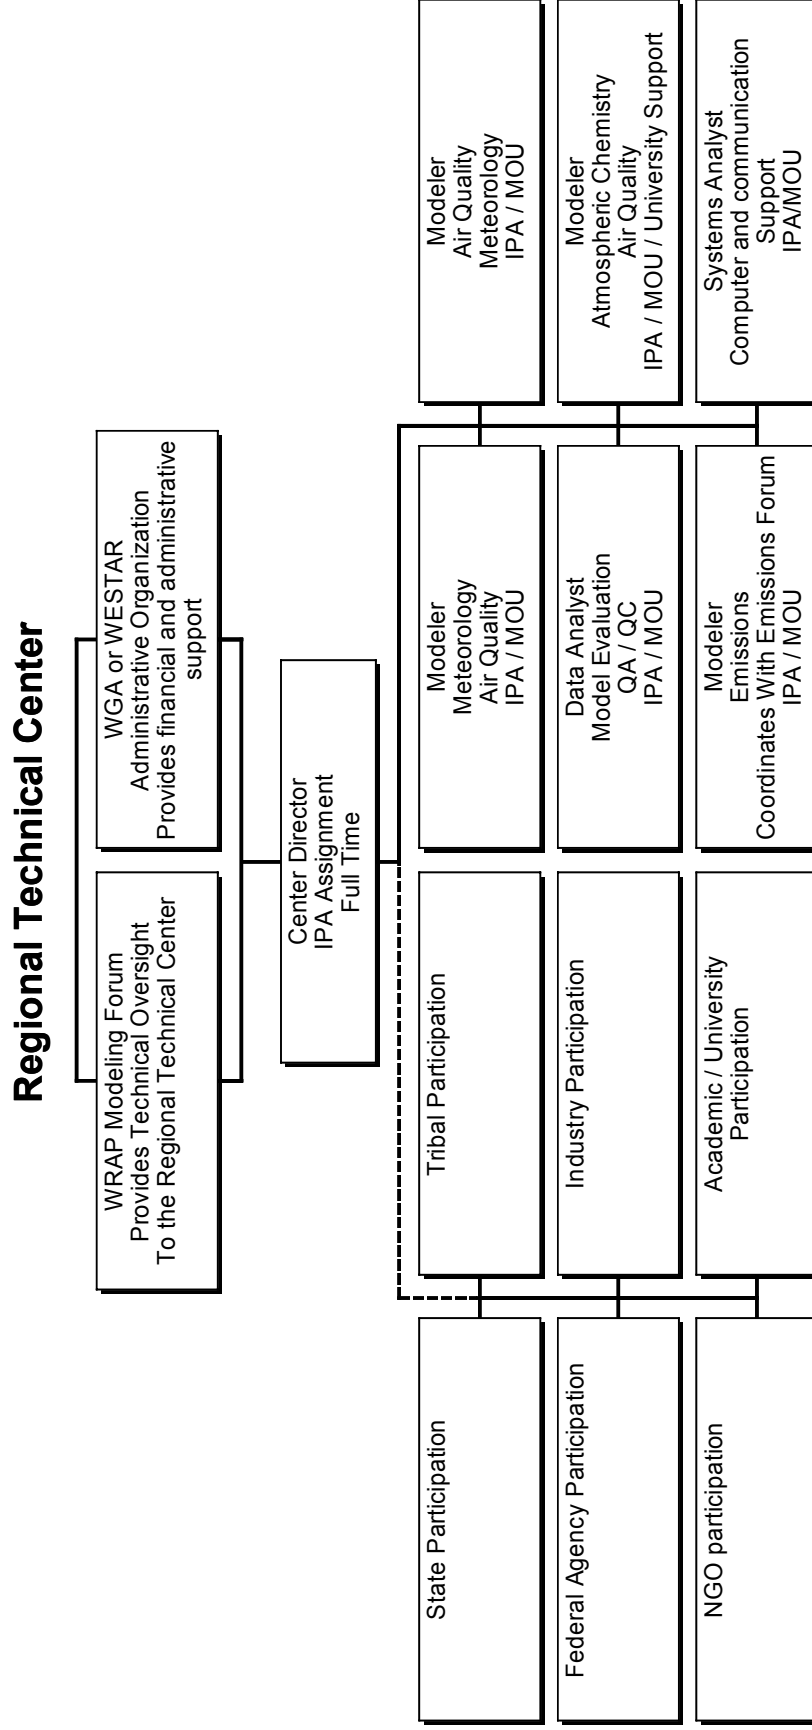 Regional Technical Center
WRAP Modeling Forum
Provides Technical Oversight
To the Regional Technical Center
WGA or WESTAR
Administrative Organization
Provides financial and administrative
support
Center Director
IPA Assignment
Full Time
State Participation
Tribal Participation
Modeler
Meteorology
Air Quality
IPA / MOU
Modeler
Air Quality
Meteorology
IPA / MOU
Federal Agency Participation
Industry Participation
Data Analyst
Model Evaluation
QA / QC
IPA / MOU
Modeler
Atmospheric Chemistry
Air Quality
IPA / MOU / University Support
NGO participation
Academic / University
Participation
Modeler
Emissions
Coordinates With Emissions Forum
IPA / MOU
Systems Analyst
Computer and communication
Support
IPA/MOU